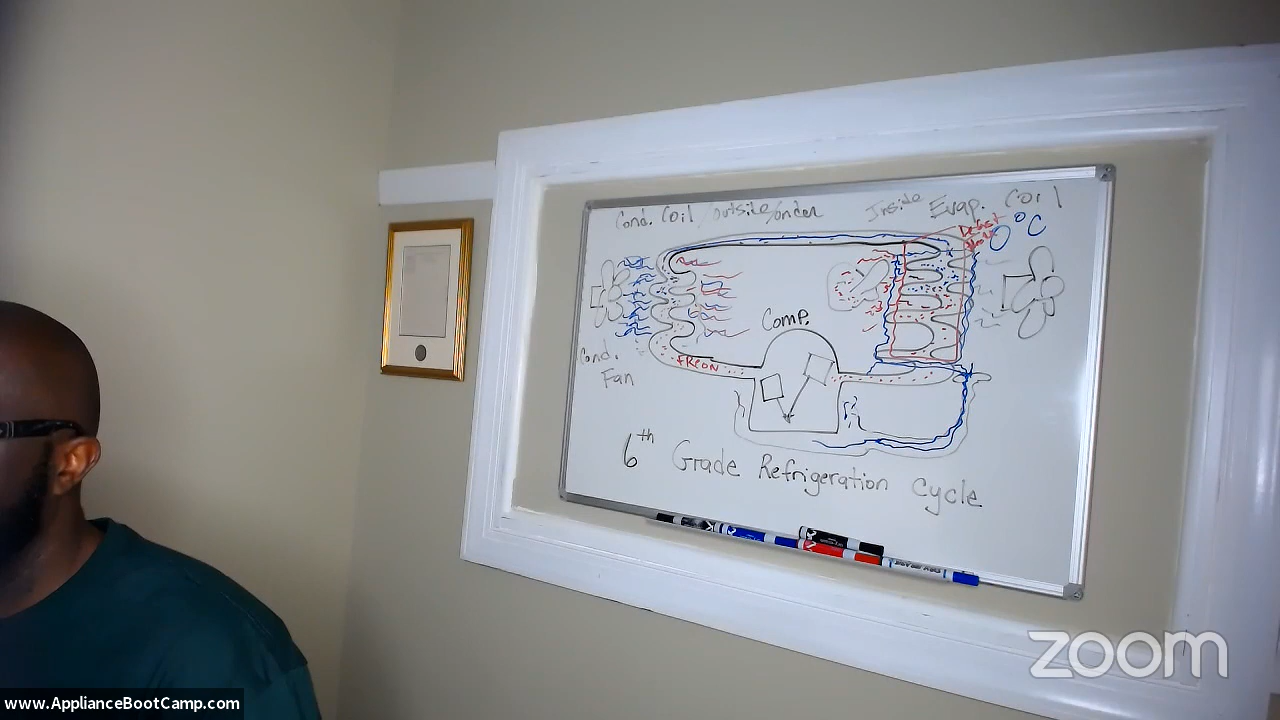 Cond. Coil /outside/under
Inside Evap. Coil
Defrost
0°C
Comp.
Cond.
Fan
FREON
6th Grade Refrigeration Cycle
zoom
www.ApplianceBootCamp.com